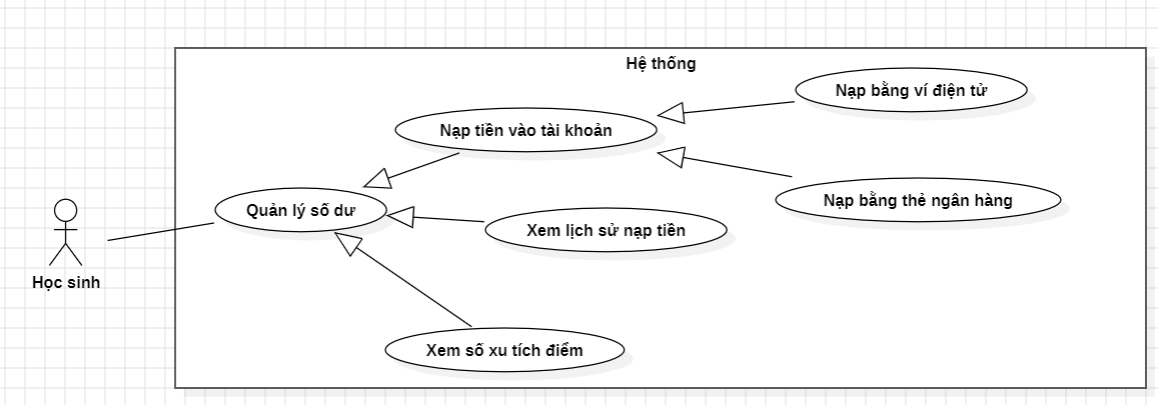 Hệ thống
Nạp bằng ví điện tử
Nạp tiền vào tài khoản
Nạp bằng thẻ ngân hàng
Quản lý số dư
Xem lịch sử nạp tiền
Học sinh
Xem số xu tích điểm